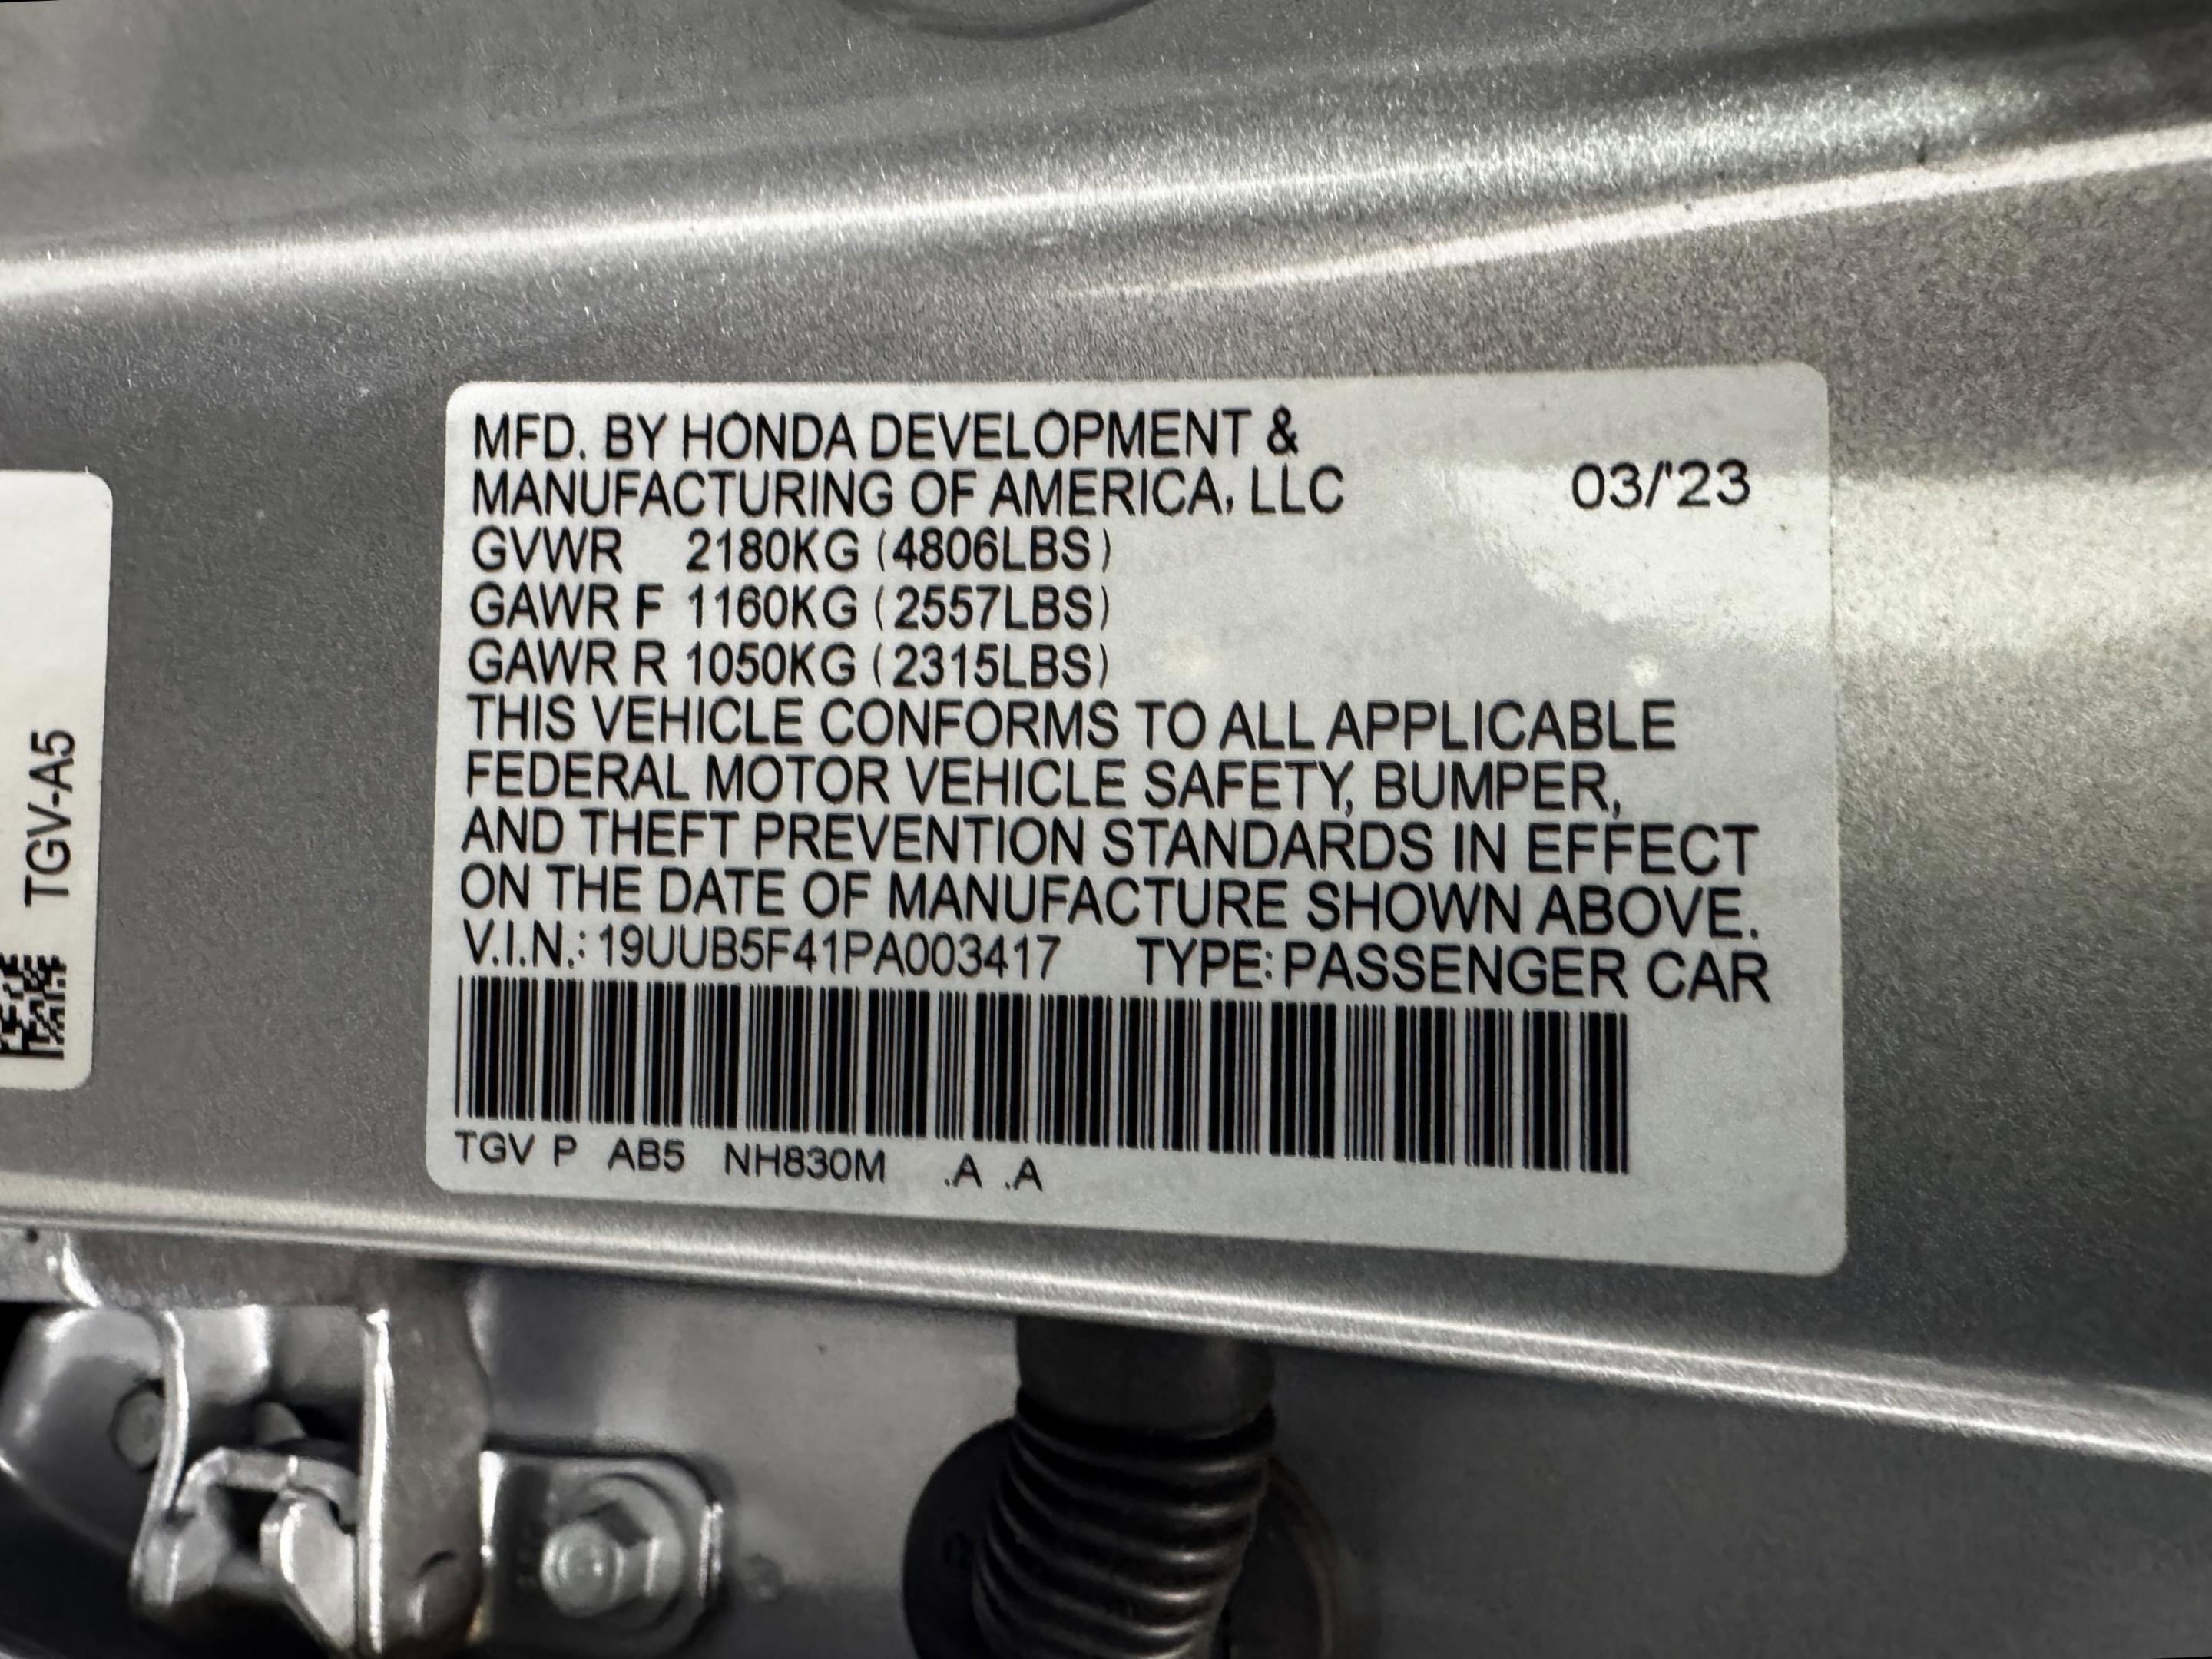 MFD. BY HONDA DEVELOPMENT &
MANUFACTURING OF AMERICA, LLC 03/'23
GVWR 2180KG (4806LBS)
GAWR F 1160KG (2557LBS)
GAWR R 1050KG (2315LBS)
THIS VEHICLE CONFORMS TO ALL APPLICABLE
FEDERAL MOTOR VEHICLE SAFETY, BUMPER,
AND THEFT PREVENTION STANDARDS IN EFFECT
ON THE DATE OF MANUFACTURE SHOWN ABOVE.
V.I.N.: 19UUB5F41PA003417 TYPE: PASSENGER CAR
TGV P AB5 NH830M .A .A
TGV-A5